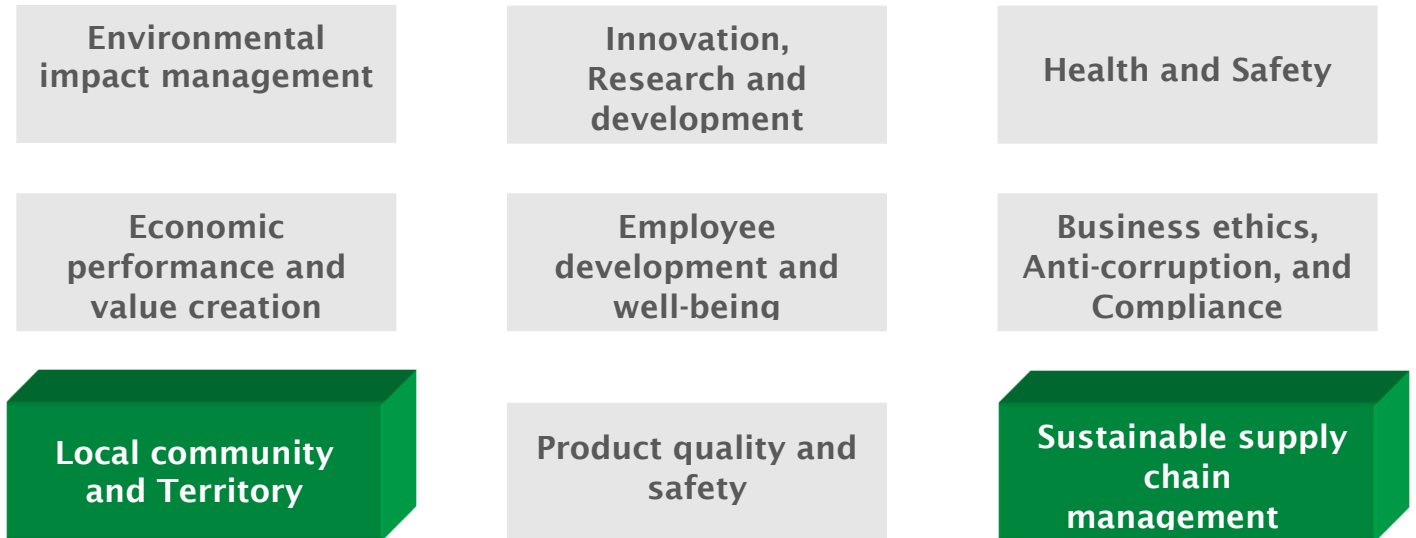 Environmental
impact management
Innovation,
Research and
development
Health and Safety
Economic
performance and
value creation
Employee
development and
well-being
Business ethics,
Anti-corruption, and
Compliance
Local community
and Territory
Product quality and
safety
Sustainable supply
chain
management